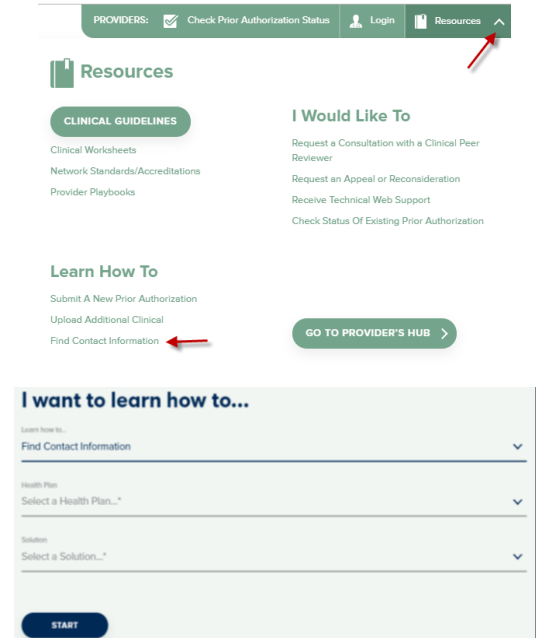 PROVIDERS: Check Prior Authorization Status Login Resources
Resources
CLINICAL GUIDELINES
Clinical Worksheets
Network Standards/Accreditations
Provider Playbooks
I Would Like To
Request a Consultation with a Clinical Peer
Reviewer
Request an Appeal or Reconsideration
Receive Technical Web Support
Check Status Of Existing Prior Authorization
Learn How To
Submit A New Prior Authorization
Upload Additional Clinical
Find Contact Information
GO TO PROVIDER'S HUB
I want to learn how to...
Learn how to...
Find Contact Information
Health Plan
Select a Health Plan...*
Solution
Select a Solution...*
START